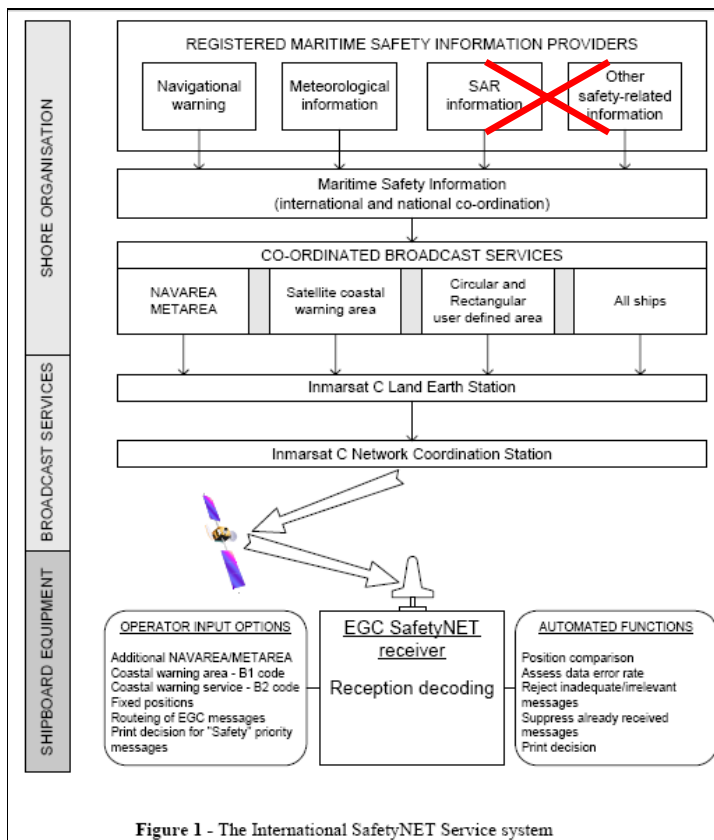 REGISTERED MARITIME SAFETY INFORMATION PROVIDERS
Navigational
warning
Meteorological
information
SAR
information
Other
safety-related
information
Maritime Safety Information
(international and national co-ordination)
CO-ORDINATED BROADCAST SERVICES
NAVAREA
METAREA
Satellite coastal
warning area
Circular and
Rectangular
user defined area
All ships
SHORE ORGANISATION
Inmarsat C Land Earth Station
Inmarsat C Network Coordination Station
BROADCAST SERVICES
OPERATOR INPUT OPTIONS
Additional NAVAREA/METAREA
Coastal warning area - B1 code
Coastal warning service - B2 code
Fixed positions
Routeing of EGC messages
Print decision for "Safety" priority
messages
EGC SafetyNET
receiver
Reception decoding
AUTOMATED FUNCTIONS
Position comparison
Assess data error rate
Reject inadequate/irrelevant
messages
Suppress already received
messages
Print decision
SHIPBOARD EQUIPMENT
Figure 1 - The International SafetyNET Service system